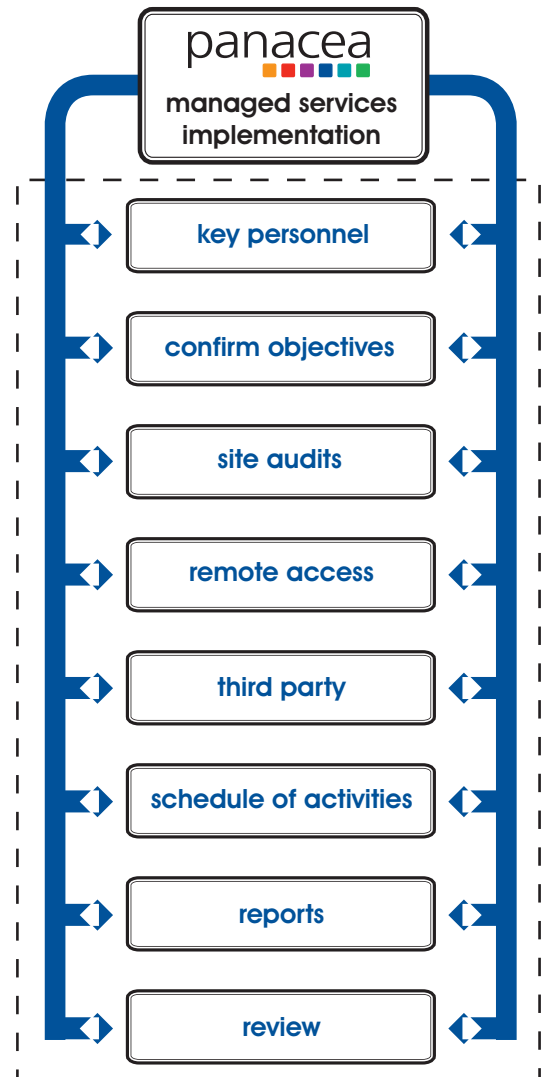 panacea
managed services
implementation
key personnel
confirm objectives
site audits
remote access
third party
schedule of activities
reports
review